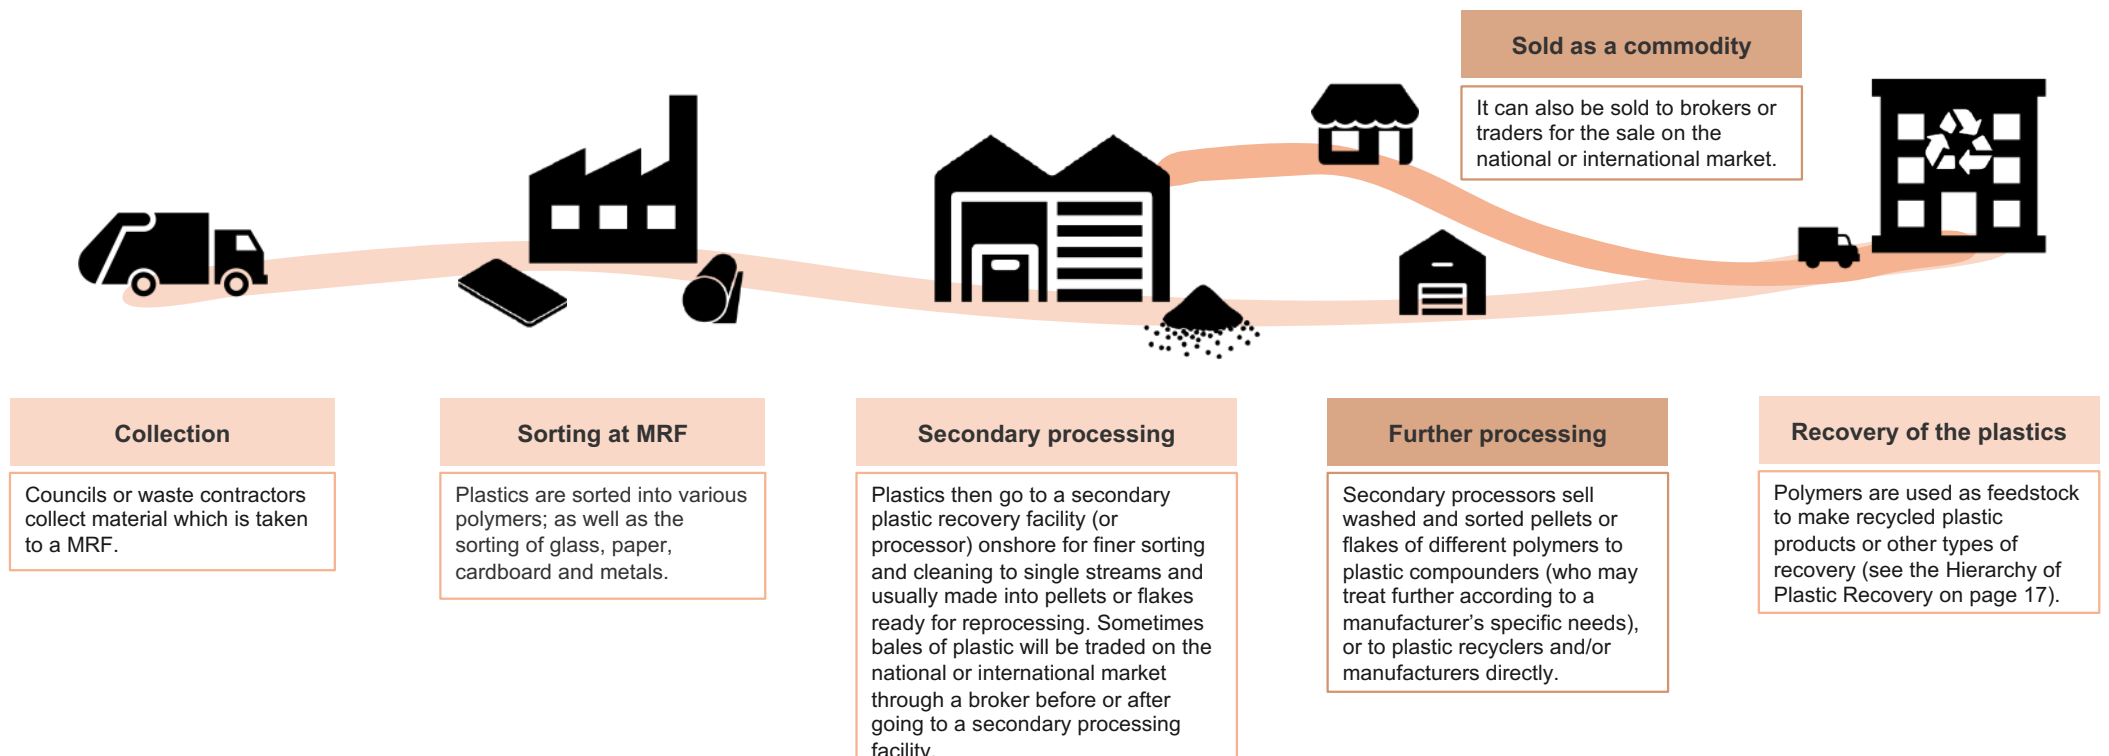 Sold as a commodity
It can also be sold to brokers or
traders for the sale on the
national or international market.
Collection
Councils or waste contractors
collect material which is taken
to a MRF.
Sorting at MRF
Plastics are sorted into various
polymers; as well as the
sorting of glass, paper,
cardboard and metals.
Secondary processing
Plastics then go to a secondary
plastic recovery facility (or
processor) onshore for finer sorting
and cleaning to single streams and
usually made into pellets or flakes
ready for reprocessing. Sometimes
bales of plastic will be traded on the
national or international market
through a broker before or after
going to a secondary processing
facility.
Further processing
Secondary processors sell
washed and sorted pellets or
flakes of different polymers to
plastic compounders (who may
treat further according to a
manufacturer’s specific needs),
or to plastic recyclers and/or
manufacturers directly.
Recovery of the plastics
Polymers are used as feedstock
to make recycled plastic
products or other types of
recovery (see the Hierarchy of
Plastic Recovery on page 17).